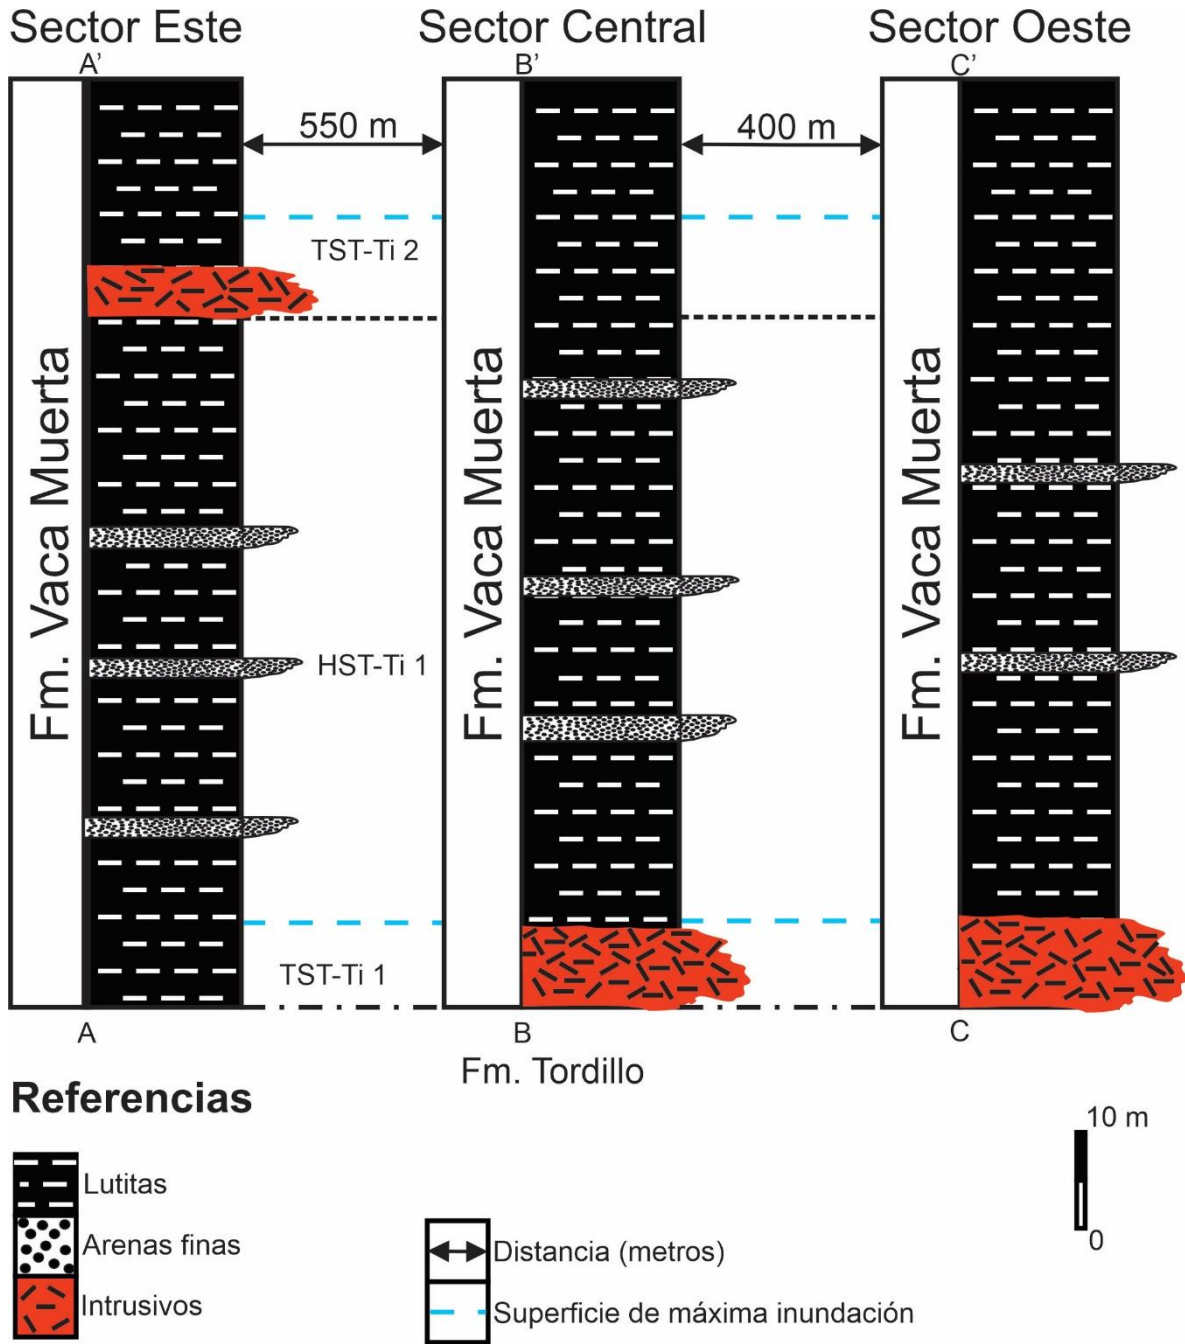 Sector Este
Sector Central
Sector Oeste
A'
B'
C'
550 m
400 m
TST-Ti 2
Fm. Vaca Muerta
Fm. Vaca Muerta
Fm. Vaca Muerta
HST-Ti 1
TST-Ti 1
A
B
C
Fm. Tordillo
Referencias
10 m
0
Lutitas
Arenas finas
Intrusivos
Distancia (metros)
Superficie de máxima inundación